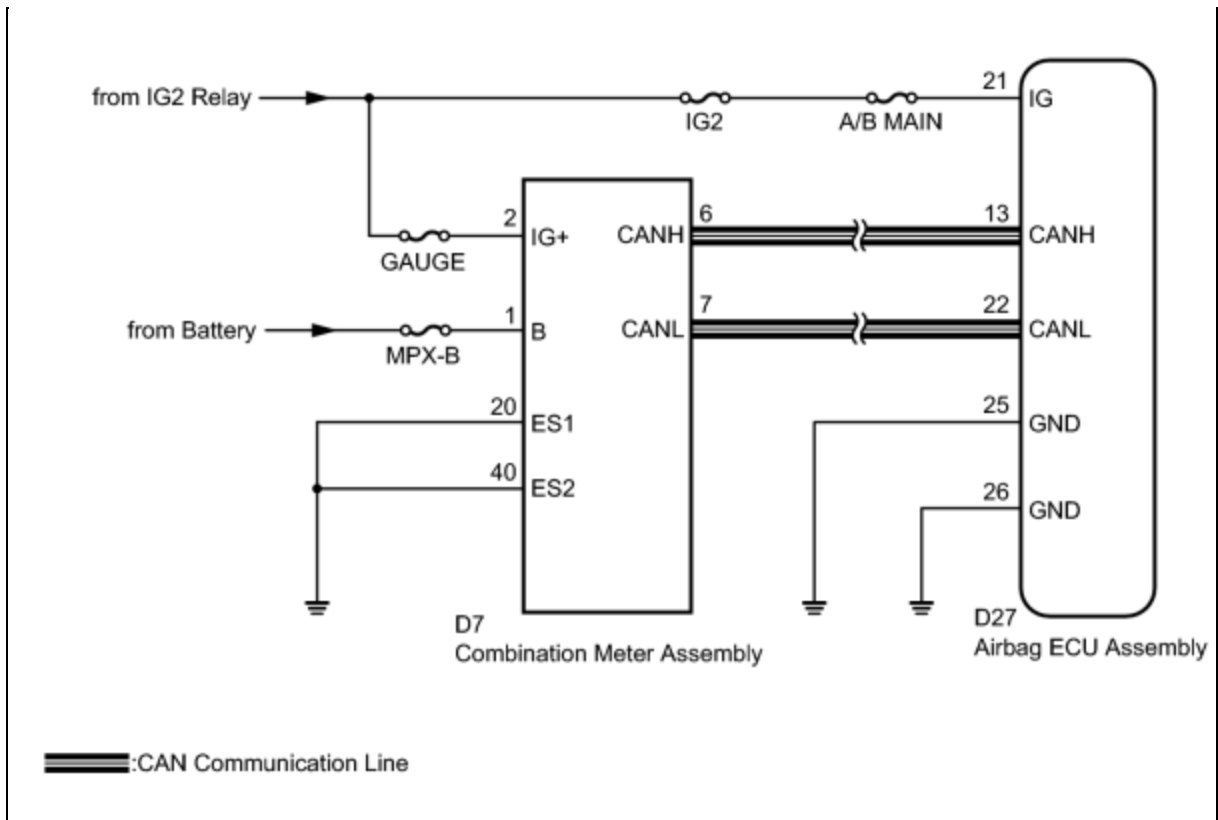 from IG2 Relay
IG2
A/B MAIN
21
IG
2
IG+
GAUGE
CANH
6
13
CANH
from Battery
MPX-B
1
B
CANL
7
22
CANL
20
ES1
25
GND
40
ES2
26
GND
D7
Combination Meter Assembly
D27
Airbag ECU Assembly
:CAN Communication Line